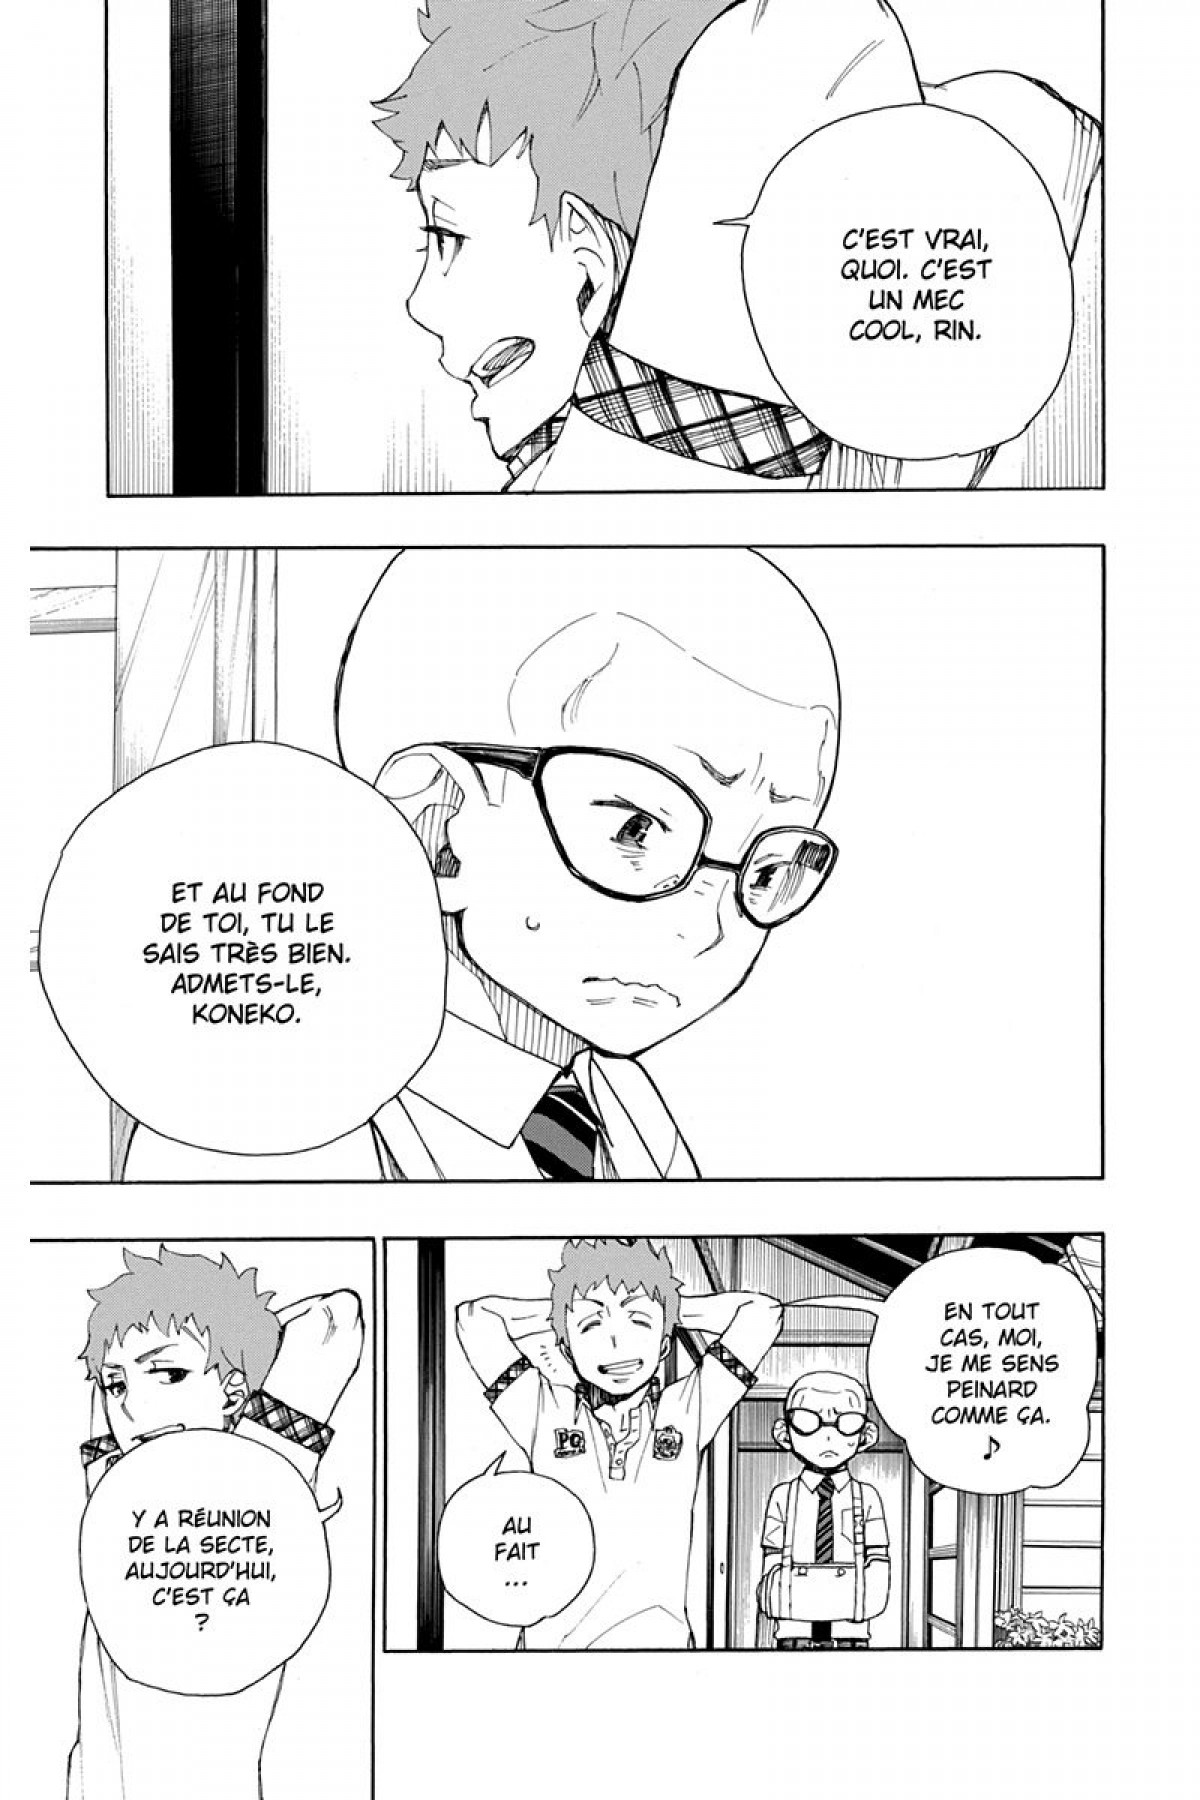 C'EST VRAI,
QUOI. C'EST
UN MEC
COOL, RIN.
ET AU FOND
DE TOI, TU LE
SAIS TRÈS BIEN.
ADMETS-LE,
KONEKO.
EN TOUT
CAS, MOI,
JE ME SENS
PEINARD
COMME ÇA.
♪
PG
AU
FAIT
...
Y A RÉUNION
DE LA SECTE,
AUJOURD'HUI,
C'EST ÇA
?